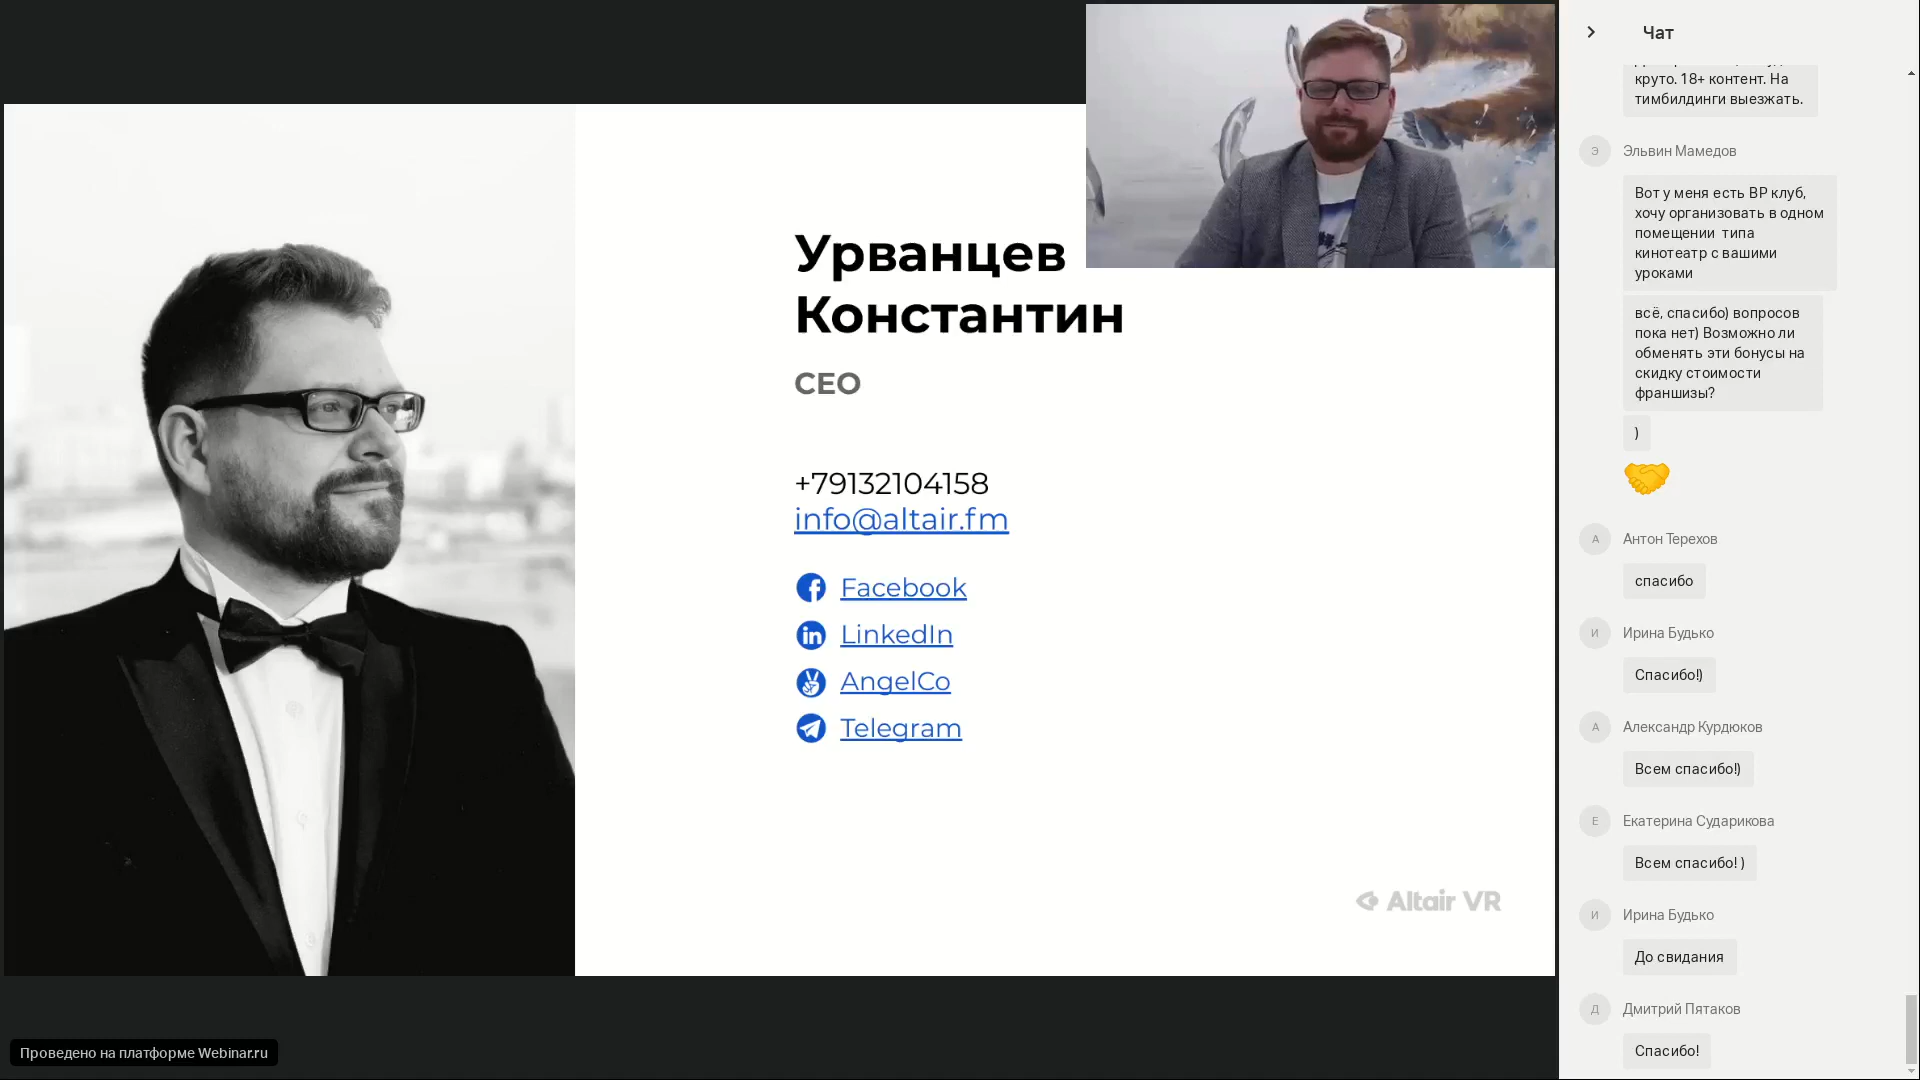 Урванцев
Константин
CEO
+79132104158
info@altair.fm
Facebook
LinkedIn
AngelCo
Telegram
Altair VR
Проведено на платформе Webinar.ru
Чат
круто. 18+ контент. На
тимбилдинги выезжать.
Э
Эльвин Мамедов
Вот у меня есть ВР клуб,
хочу организовать в одном
помещении типа
кинотеатр с вашими
уроками
всё, спасибо) вопросов
пока нет) Возможно ли
обменять эти бонусы на
скидку стоимости
франшизы?
)
А
Антон Терехов
спасибо
И
Ирина Будько
Спасибо!)
А
Александр Курдюков
Всем спасибо!)
Е
Екатерина Сударикова
Всем спасибо! )
И
Ирина Будько
До свидания
Д
Дмитрий Пятаков
Спасибо!